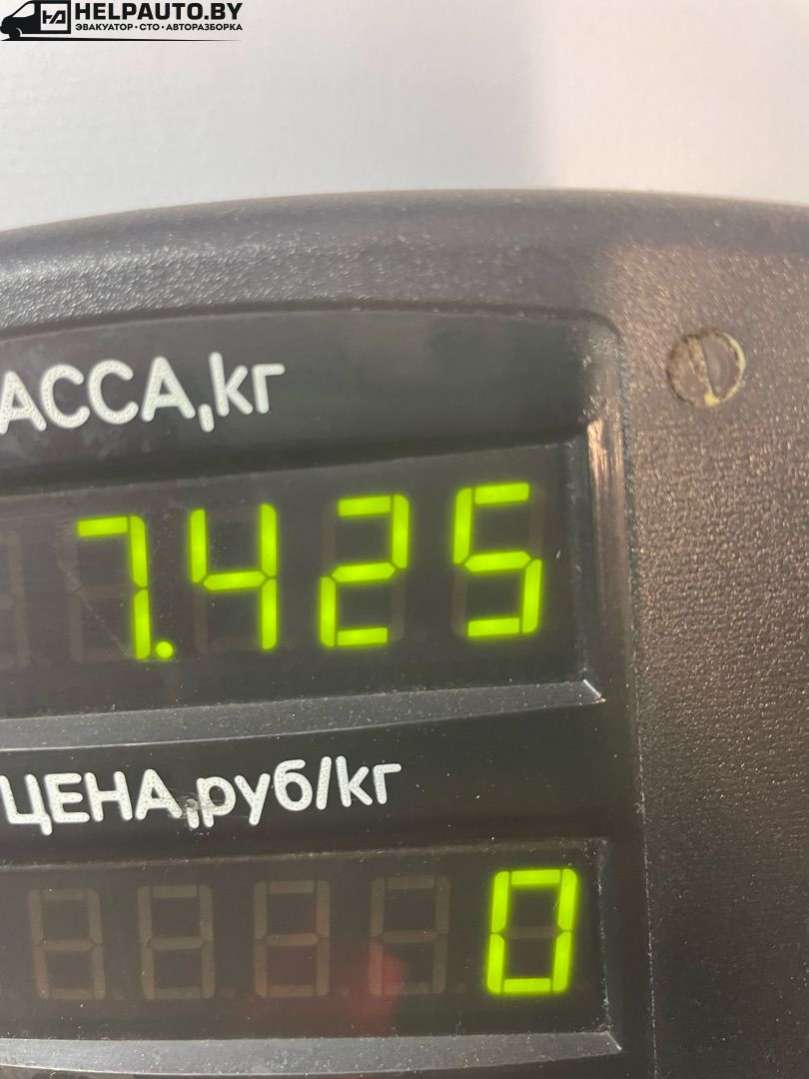 HELPAUTO.BY
ЭВАКУАТОР • СТО • АВТОРАЗБОРКА
АССА,кг
7.425
ЦЕНА,руб/кг
0